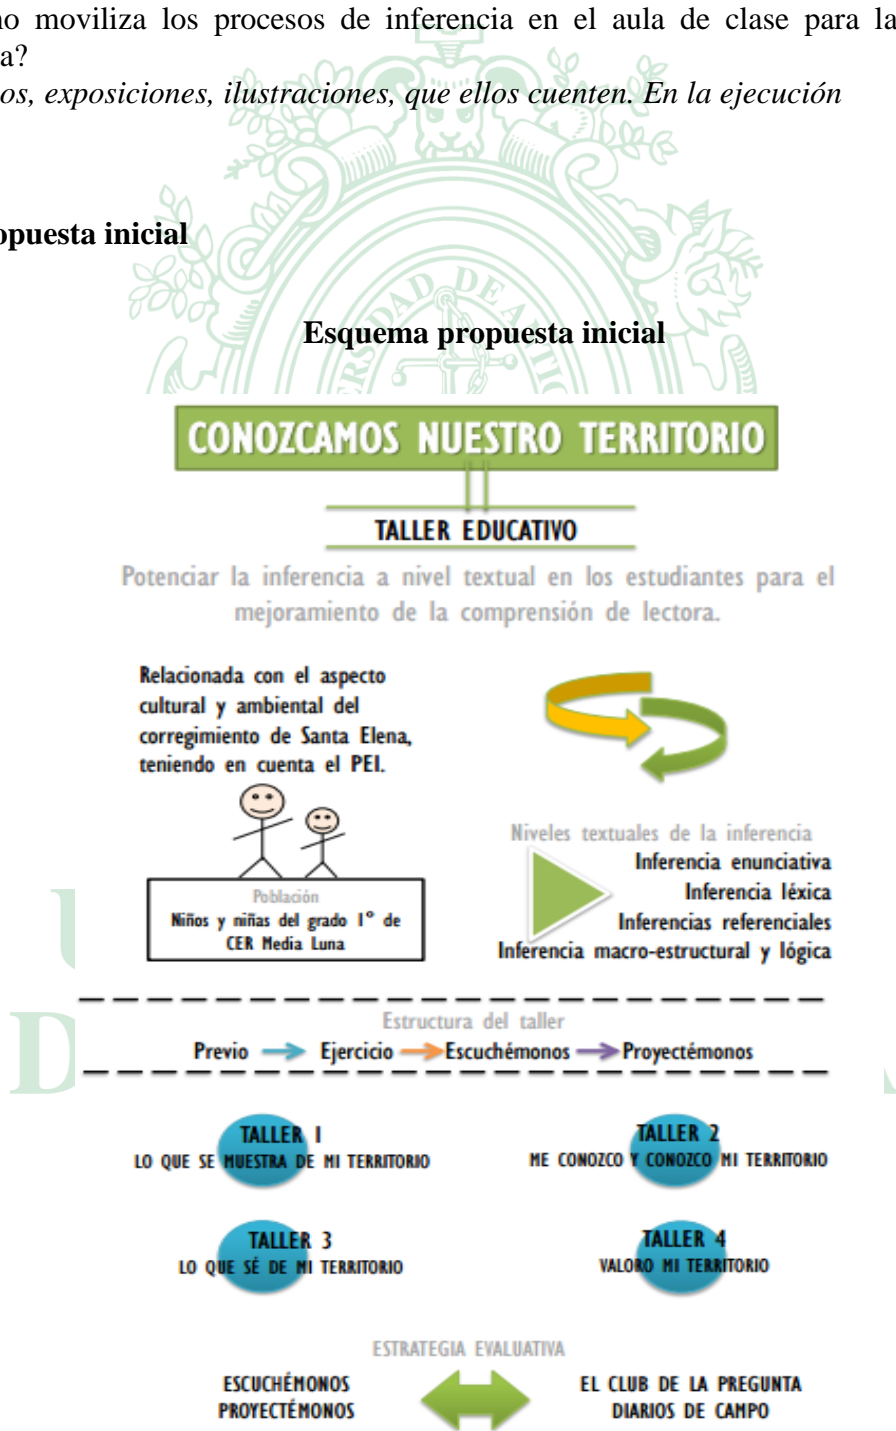 no moviliza los procesos de inferencia en el aula de clase para la
a?
os, exposiciones, ilustraciones, que ellos cuenten. En la ejecución
opuesta inicial
Esquema propuesta inicial
CONOZCAMOS NUESTRO TERRITORIO
TALLER EDUCATIVO
Potenciar la inferencia a nivel textual en los estudiantes para el
mejoramiento de la comprensión de lectora.
Relacionada con el aspecto
cultural y ambiental del
corregimiento de Santa Elena,
teniendo en cuenta el PEI.
Población
Niños y niñas del grado 1° de
CER Media Luna
Niveles textuales de la inferencia
Inferencia enunciativa
Inferencia léxica
Inferencias referenciales
Inferencia macro-estructural y lógica
Estructura del taller
Previo Ejercicio Escuchémonos Proyectémonos
TALLER 1
LO QUE SE MUESTRA DE MI TERRITORIO
TALLER 2
ME CONOZCO Y CONOZCO MI TERRITORIO
TALLER 3
LO QUE SÉ DE MI TERRITORIO
TALLER 4
VALORO MI TERRITORIO
ESTRATEGIA EVALUATIVA
ESCUCHÉMONOS
PROYECTÉMONOS
EL CLUB DE LA PREGUNTA
DIARIOS DE CAMPO